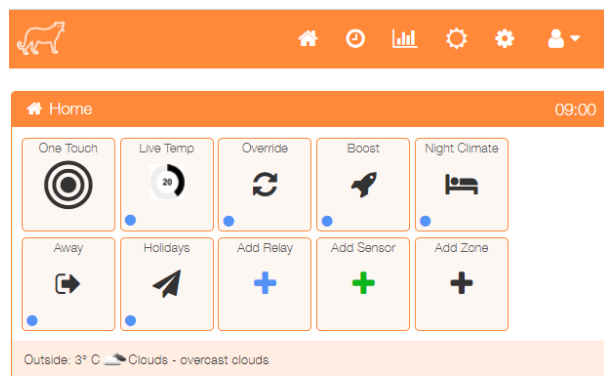 Home 09:00
One Touch Live Temp Override Boost Night Climate
20
Away Holidays Add Relay Add Sensor Add Zone
Outside: 3° C Clouds - overcast clouds